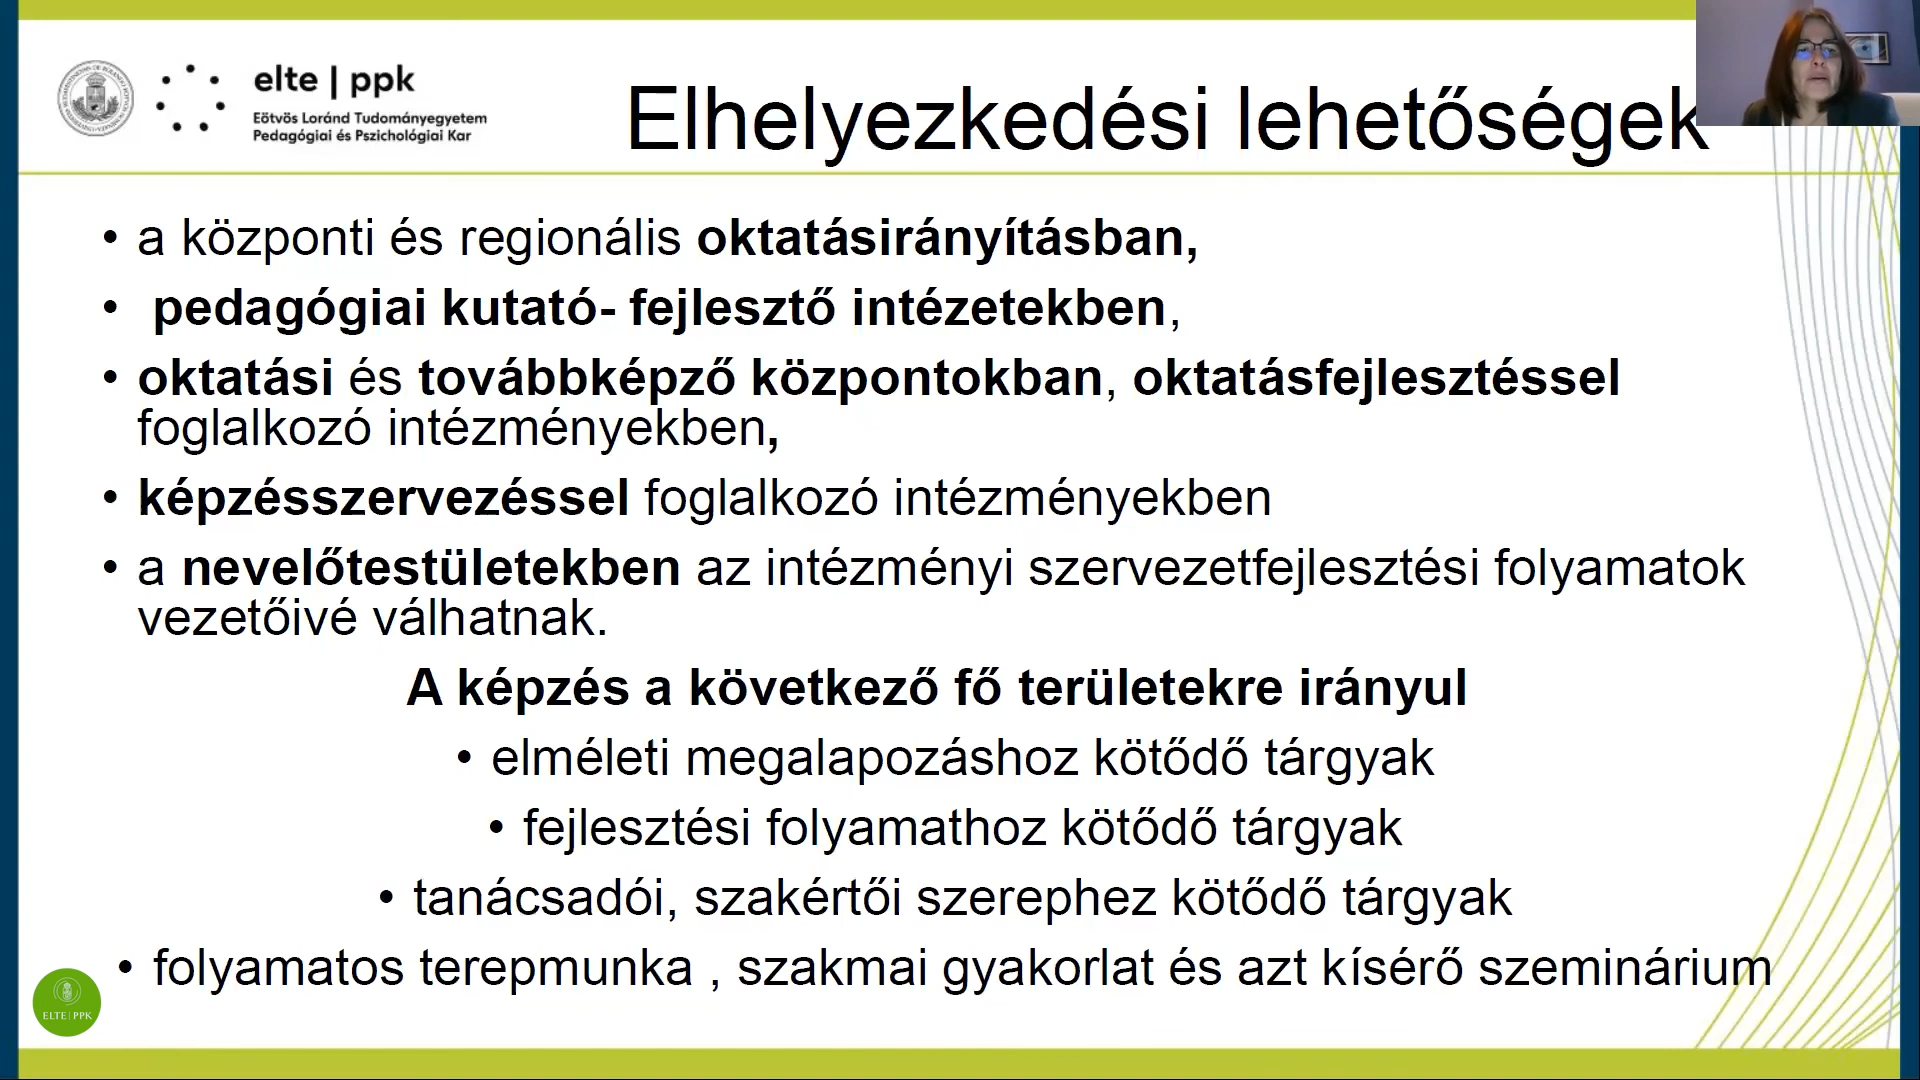 elte | ppk
Eötvös Loránd Tudományegyetem
Pedagógiai és Pszichológiai Kar
Elhelyezkedési lehetőségek
• a központi és regionális oktatásirányításban,
• pedagógiai kutató- fejlesztő intézetekben,
• oktatási és továbbképző központokban, oktatásfejlesztéssel
foglalkozó intézményekben,
• képzésszervezéssel foglalkozó intézményekben
• a nevelőtestületekben az intézményi szervezetfejlesztési folyamatok
vezetőivé válhatnak.
A képzés a következő fő területekre irányul
• elméleti megalapozáshoz kötődő tárgyak
• fejlesztési folyamathoz kötődő tárgyak
• tanácsadói, szakértői szerephez kötődő tárgyak
• folyamatos terepmunka , szakmai gyakorlat és azt kísérő szeminárium
ELTE | PPK